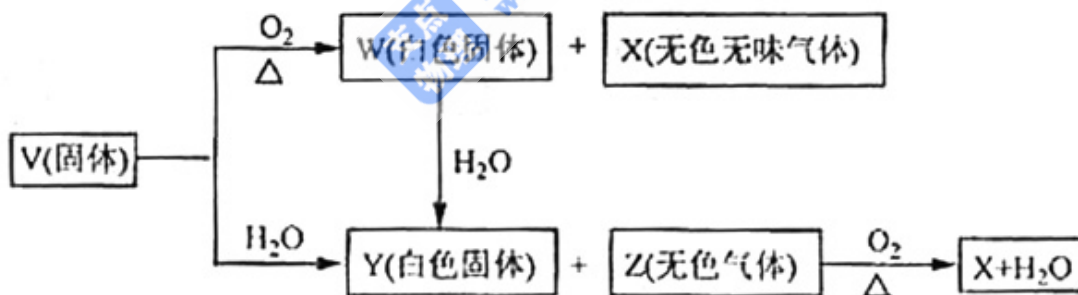 O₂ W(白色固体) + X(无色无味气体)
△
V(固体) H₂O
H₂O Y(白色固体) + Z(无色气体) O₂ X+H₂O
△